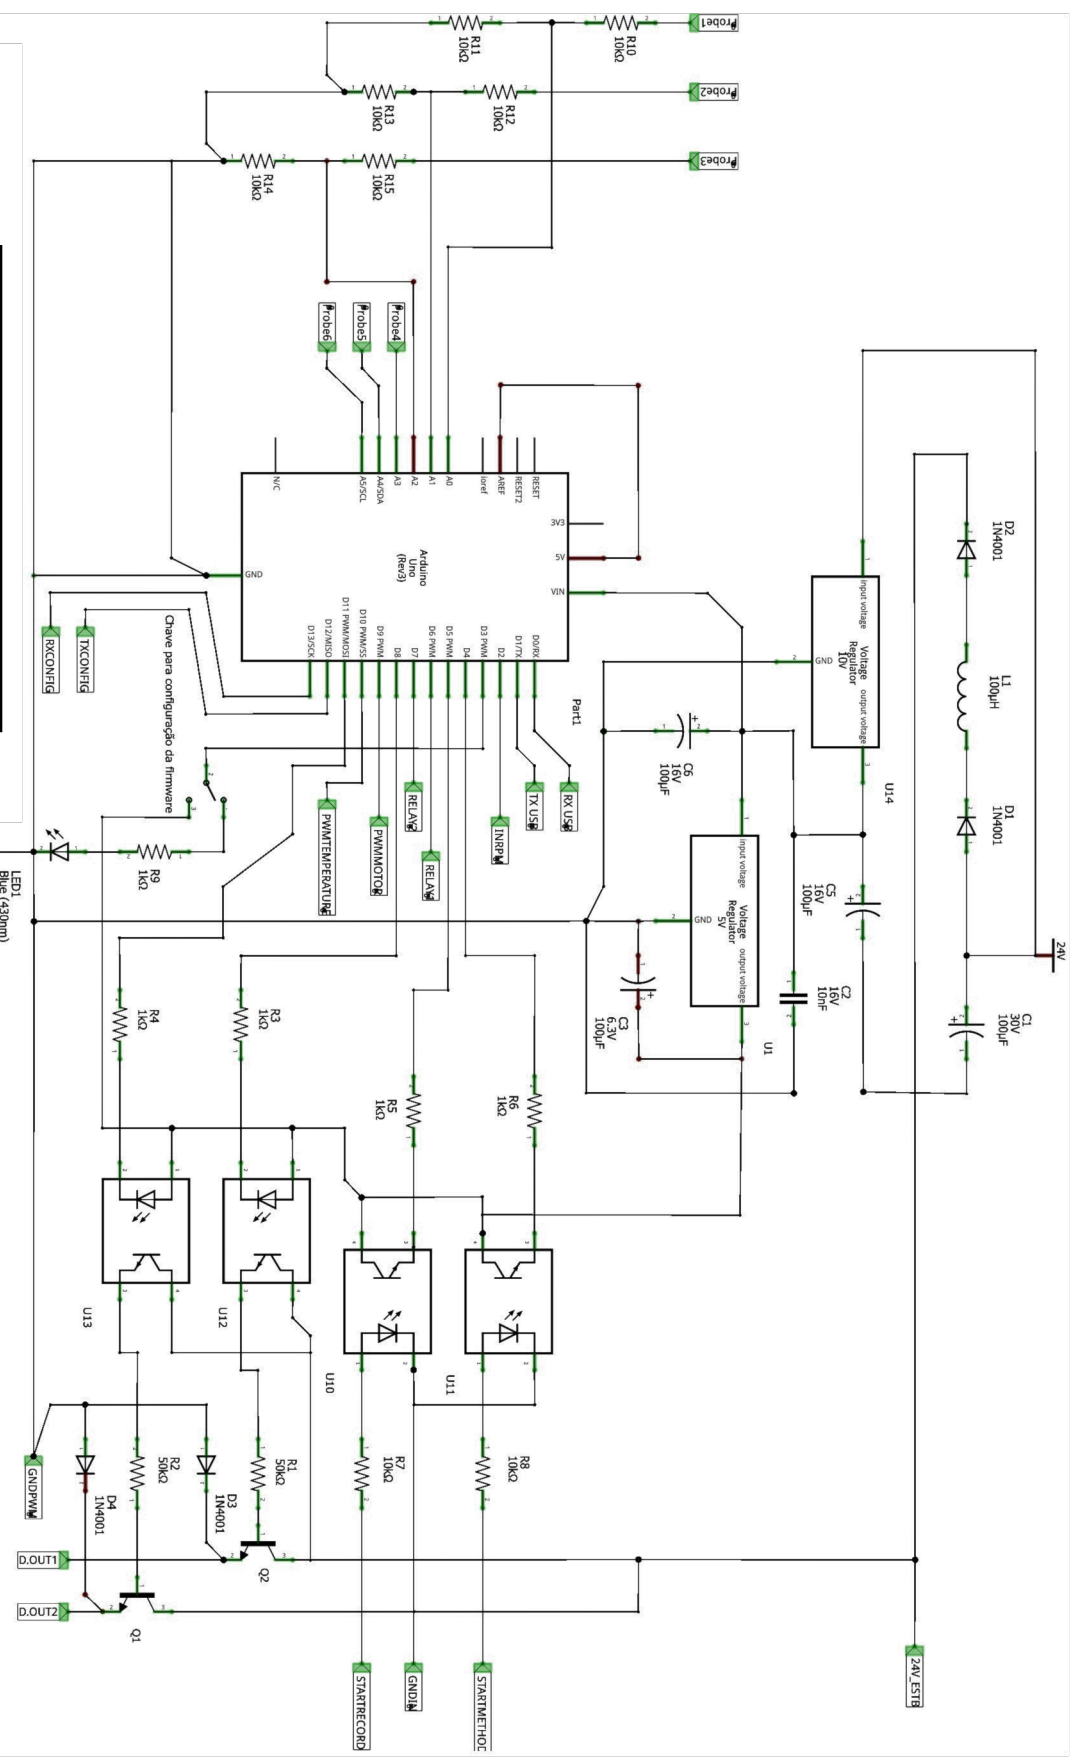 Probe1
R10
10kΩ
R11
10kΩ
Probe2
R12
10kΩ
R13
10kΩ
Probe3
R15
10kΩ
R14
10kΩ
Probe4
Probe5
Probe6
N/C
A5/SCL
A4/SDA
A3
A2
A1
A0
ioref
AREF
RESET2
RESET
3V3
5V
VIN
GND
Arduino
Uno
(Rev3)
D13/SCK
D12/MISO
D11 PWM/MOSI
D10 PWM/SS
D9 PWM
D8
D7
D6 PWM
D5 PWM
D4
D3 PWM
D2
D1/TX
D0/RX
Part1
RXCONFIG
TXCONFIG
Chave para configuração da firmware
PWMTEMPERATURE
PWMMOTOR
INRPM
TX USB
RX USB
24V
D2
1N4001
L1
100µH
D1
1N4001
C1
30V
100µF
input voltage
Voltage
Regulator
10V
output voltage
GND
U14
C5
16V
100µF
C6
16V
100µF
input voltage
Voltage
Regulator
5V
output voltage
GND
U1
C2
16V
10nF
C3
6.3V
100µF
R9
1kΩ
LED1
Blue (430nm)
R4
1kΩ
R3
1kΩ
R5
1kΩ
R6
1kΩ
U13
U12
U10
U11
R2
50kΩ
R1
50kΩ
R7
10kΩ
R8
10kΩ
D4
1N4001
D3
1N4001
GNDPWM
D.OUT1
D.OUT2
Q2
Q1
STARTRECORD
GNDIN
STARTMETHOD
24V_ESTB